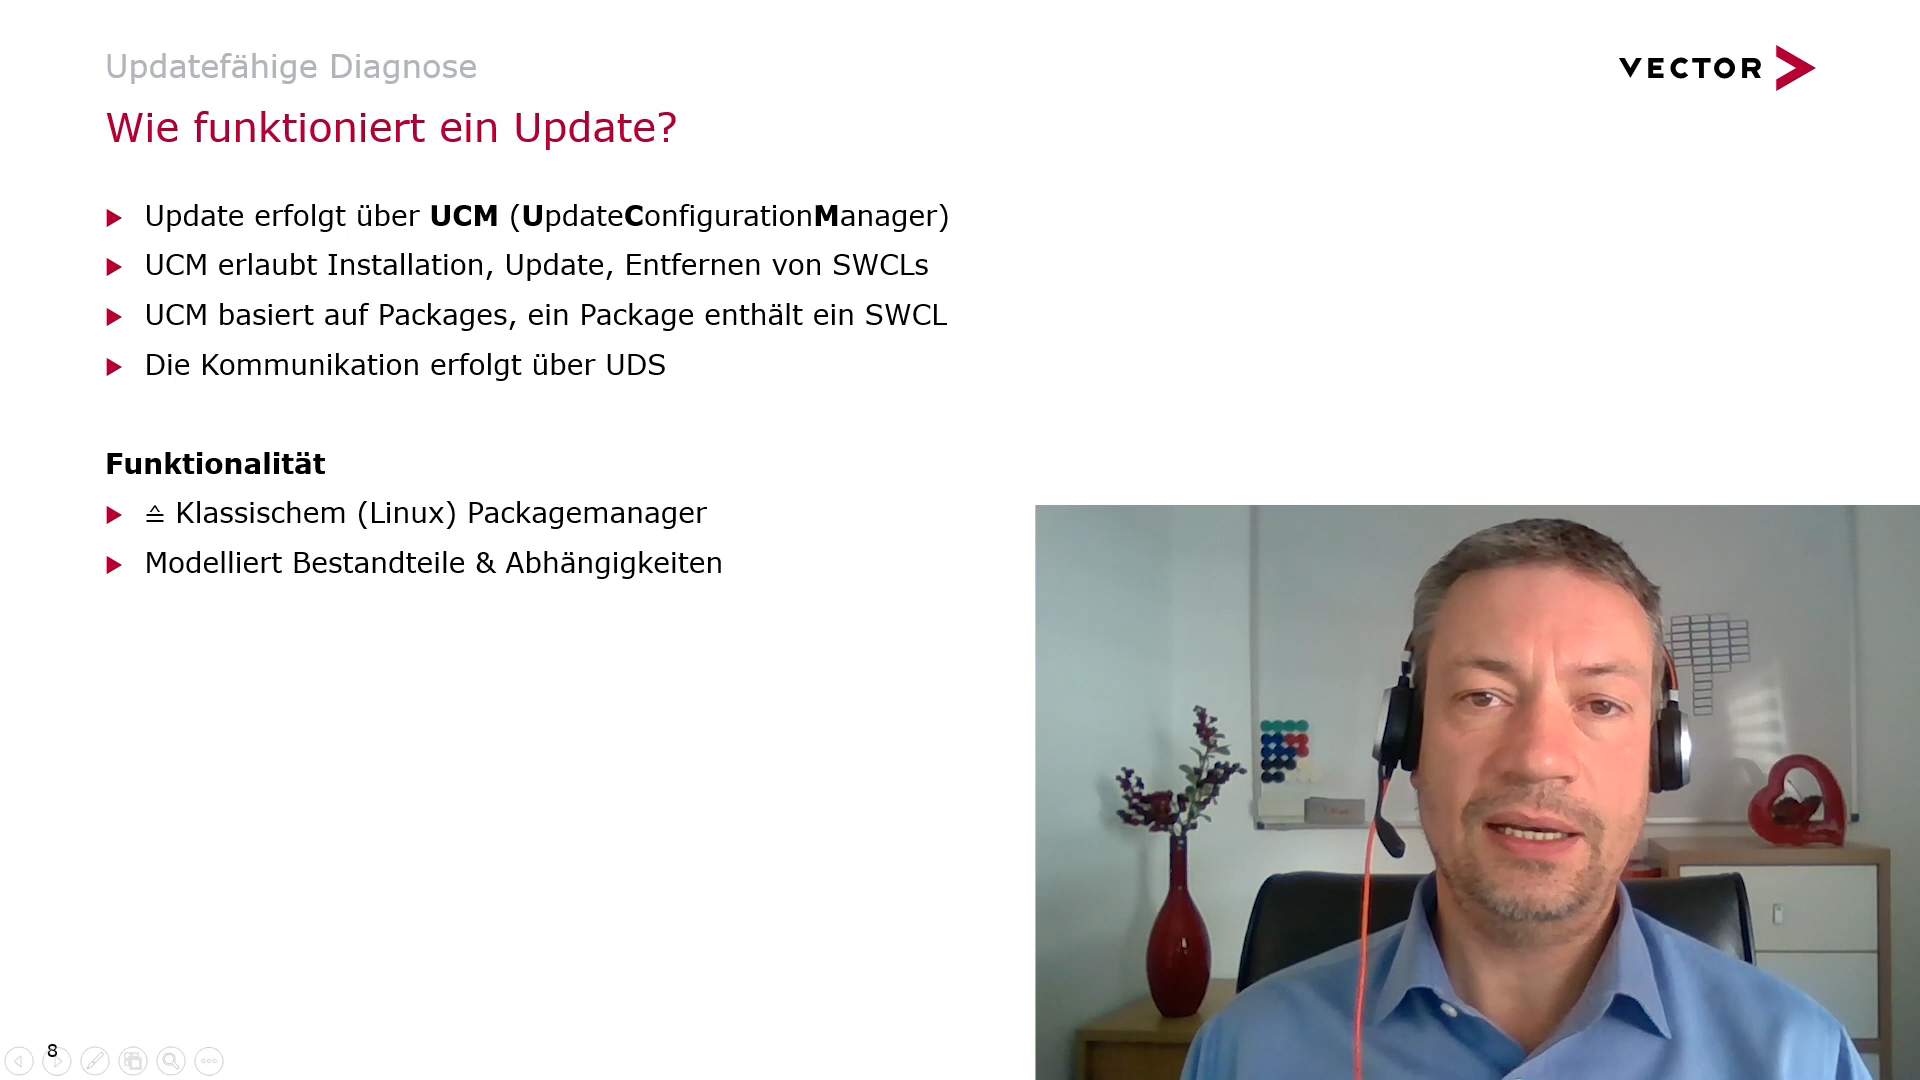 Updatefähige Diagnose
VECTOR
Wie funktioniert ein Update?
Update erfolgt über UCM (UpdateConfigurationManager)
UCM erlaubt Installation, Update, Entfernen von SWCLs
UCM basiert auf Packages, ein Package enthält ein SWCL
Die Kommunikation erfolgt über UDS
Funktionalität
≙ Klassischem (Linux) Packagemanager
Modelliert Bestandteile & Abhängigkeiten
8